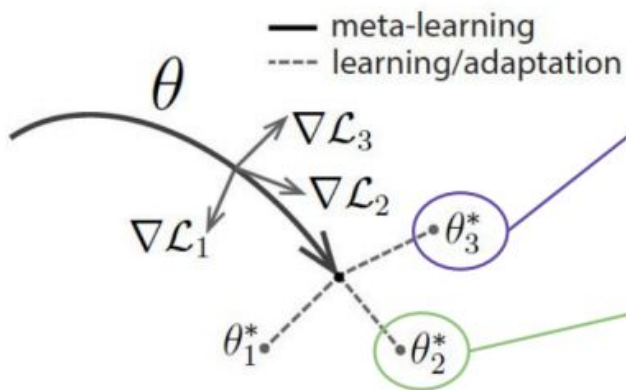 meta-learning
learning/adaptation
θ
∇ℒ₃
∇ℒ₂
∇ℒ₁
θ₃*
θ₁*
θ₂*